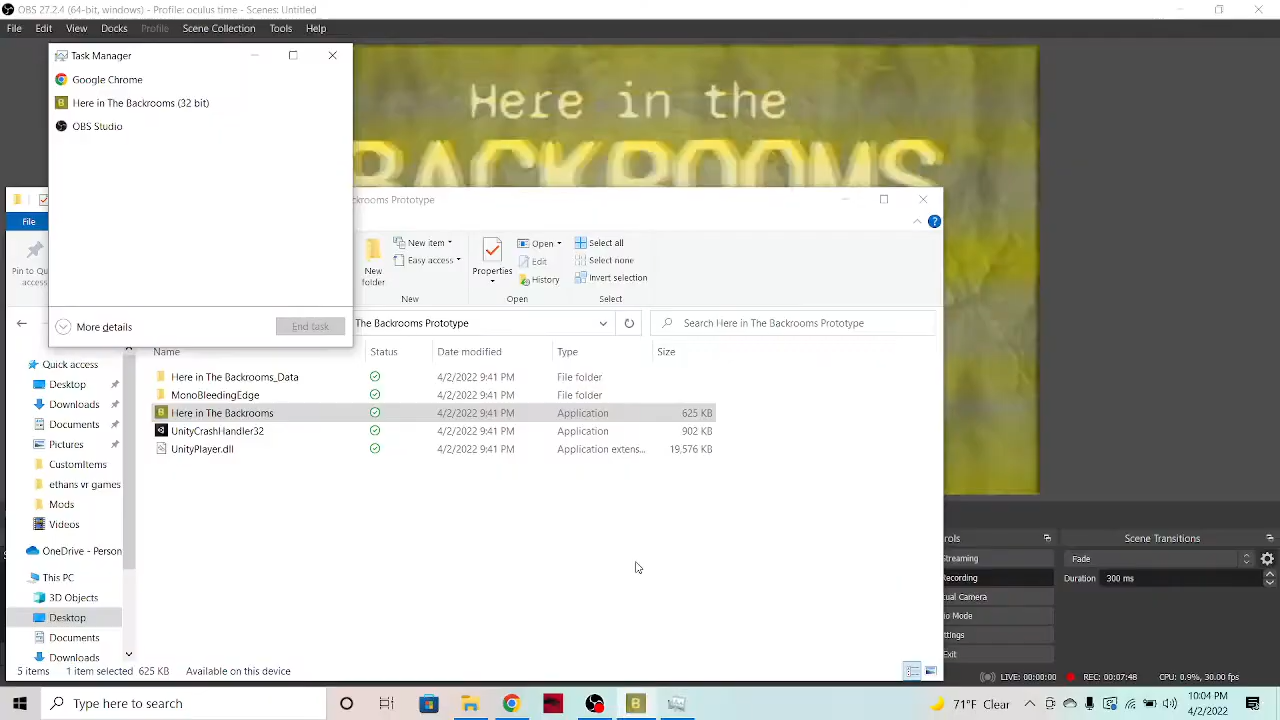 OBS 27.2.4 (64-bit, windows) - Profile: oculus time - Scenes: Untitled
File Edit View Docks Profile Scene Collection Tools Help
Task Manager
Google Chrome
Here in The Backrooms (32 bit)
OBS Studio
More details
End task
Here in the
BACKROOMS
ckrooms Prototype
File
Pin to Qu
access
New
folder
New item
Easy access
New
Properties
Open
Edit
History
Open
Select all
Select none
Invert selection
Select
The Backrooms Prototype
Search Here in The Backrooms Prototype
Name Status Date modified Type Size
Here in The Backrooms_Data 4/2/2022 9:41 PM File folder
MonoBleedingEdge 4/2/2022 9:41 PM File folder
Here in The Backrooms 4/2/2022 9:41 PM Application 625 KB
UnityCrashHandler32 4/2/2022 9:41 PM Application 902 KB
UnityPlayer.dll 4/2/2022 9:41 PM Application extens... 19,576 KB
Quick access
Desktop
Downloads
Documents
Pictures
CustomItems
ethans vr games
Mods
Videos
OneDrive - Person
This PC
3D Objects
Desktop
Documents
Downloads
5 items 1 item selected 625 KB Available on this device
rols
Streaming
Recording
ual Camera
o Mode
ttings
Exit
Scene Transitions
Fade
Duration 300 ms
LIVE: 00:00:00 REC: 00:07:48 CPU: 0.9%, 30.00 fps
Type here to search
71°F Clear
10:04 PM
4/2/2022